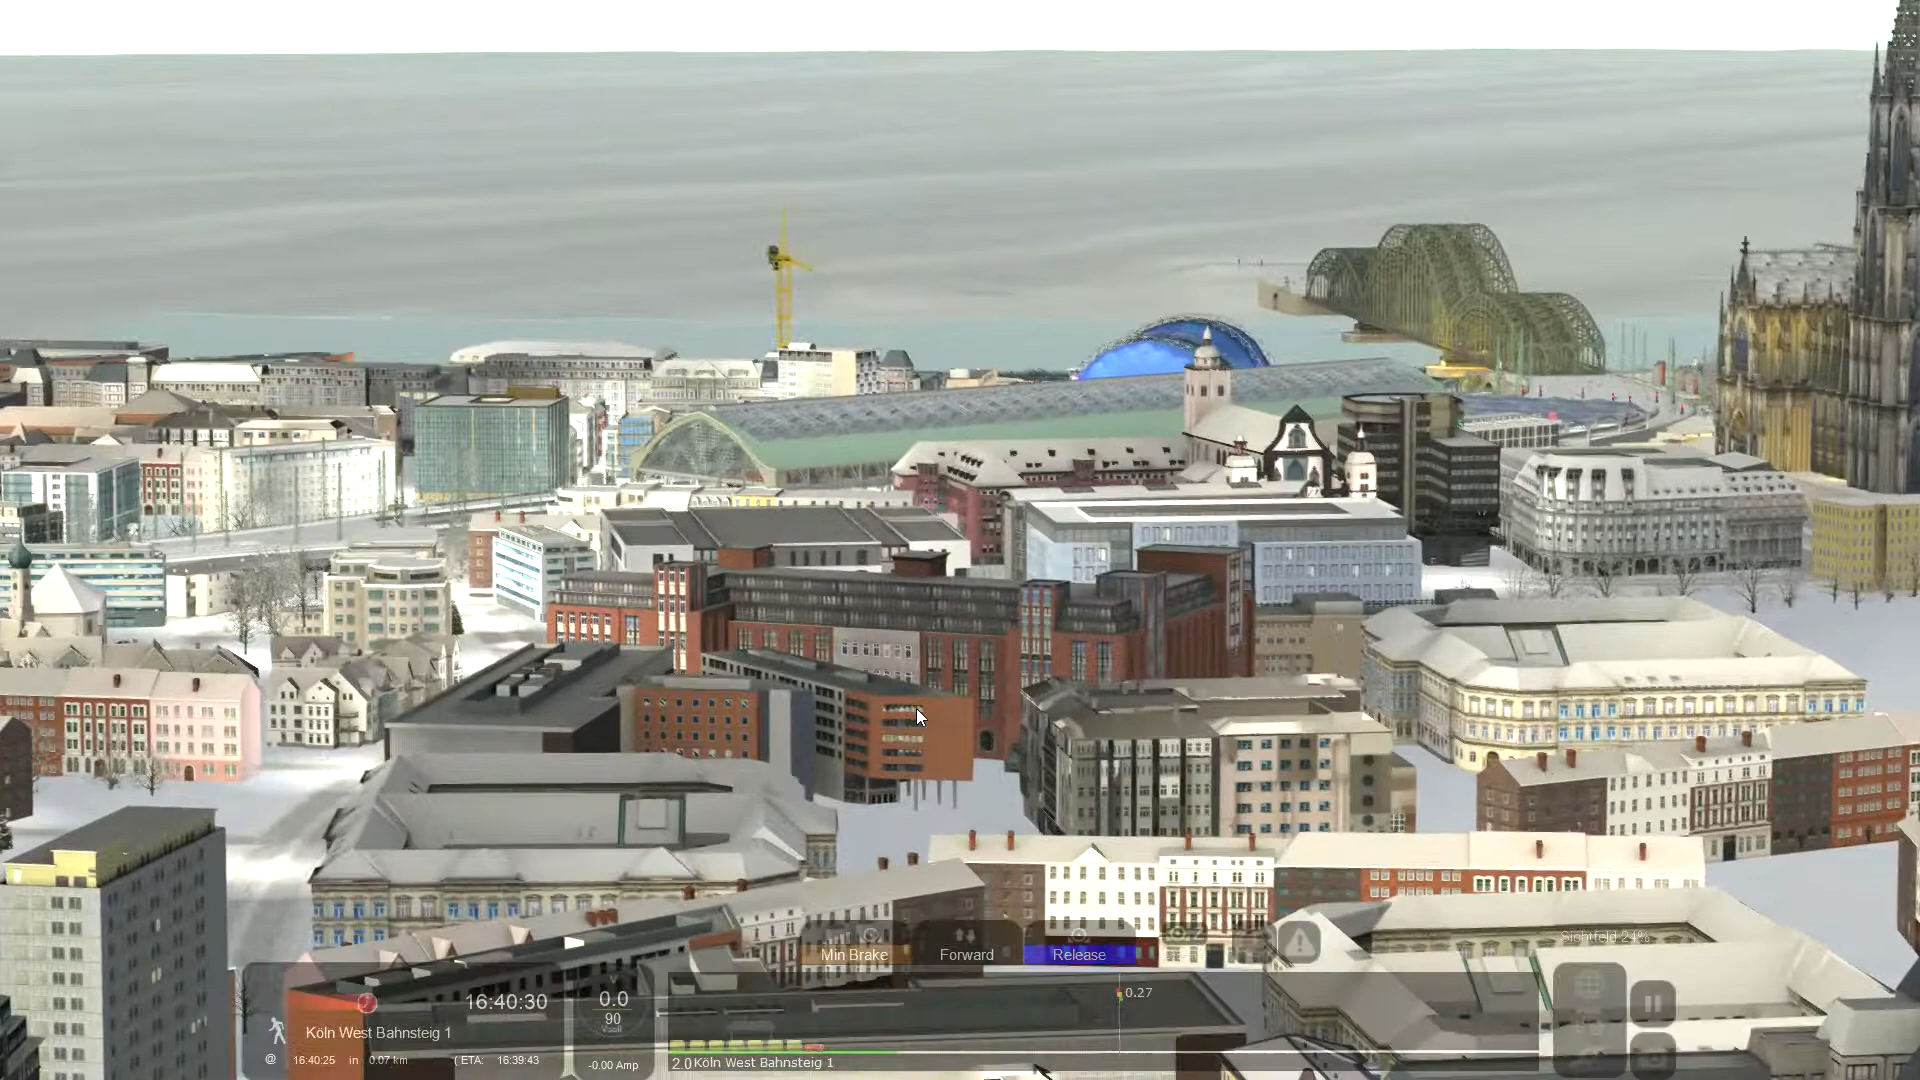 Sichtfeld 24%
Min Brake
Forward
Release
16:40:30
0.0
90
Vsoll
-0.00 Amp
0.27
Köln West Bahnsteig 1
@ 16:40:25 in 0.07 km ( ETA: 16:39:43
2.0 Köln West Bahnsteig 1